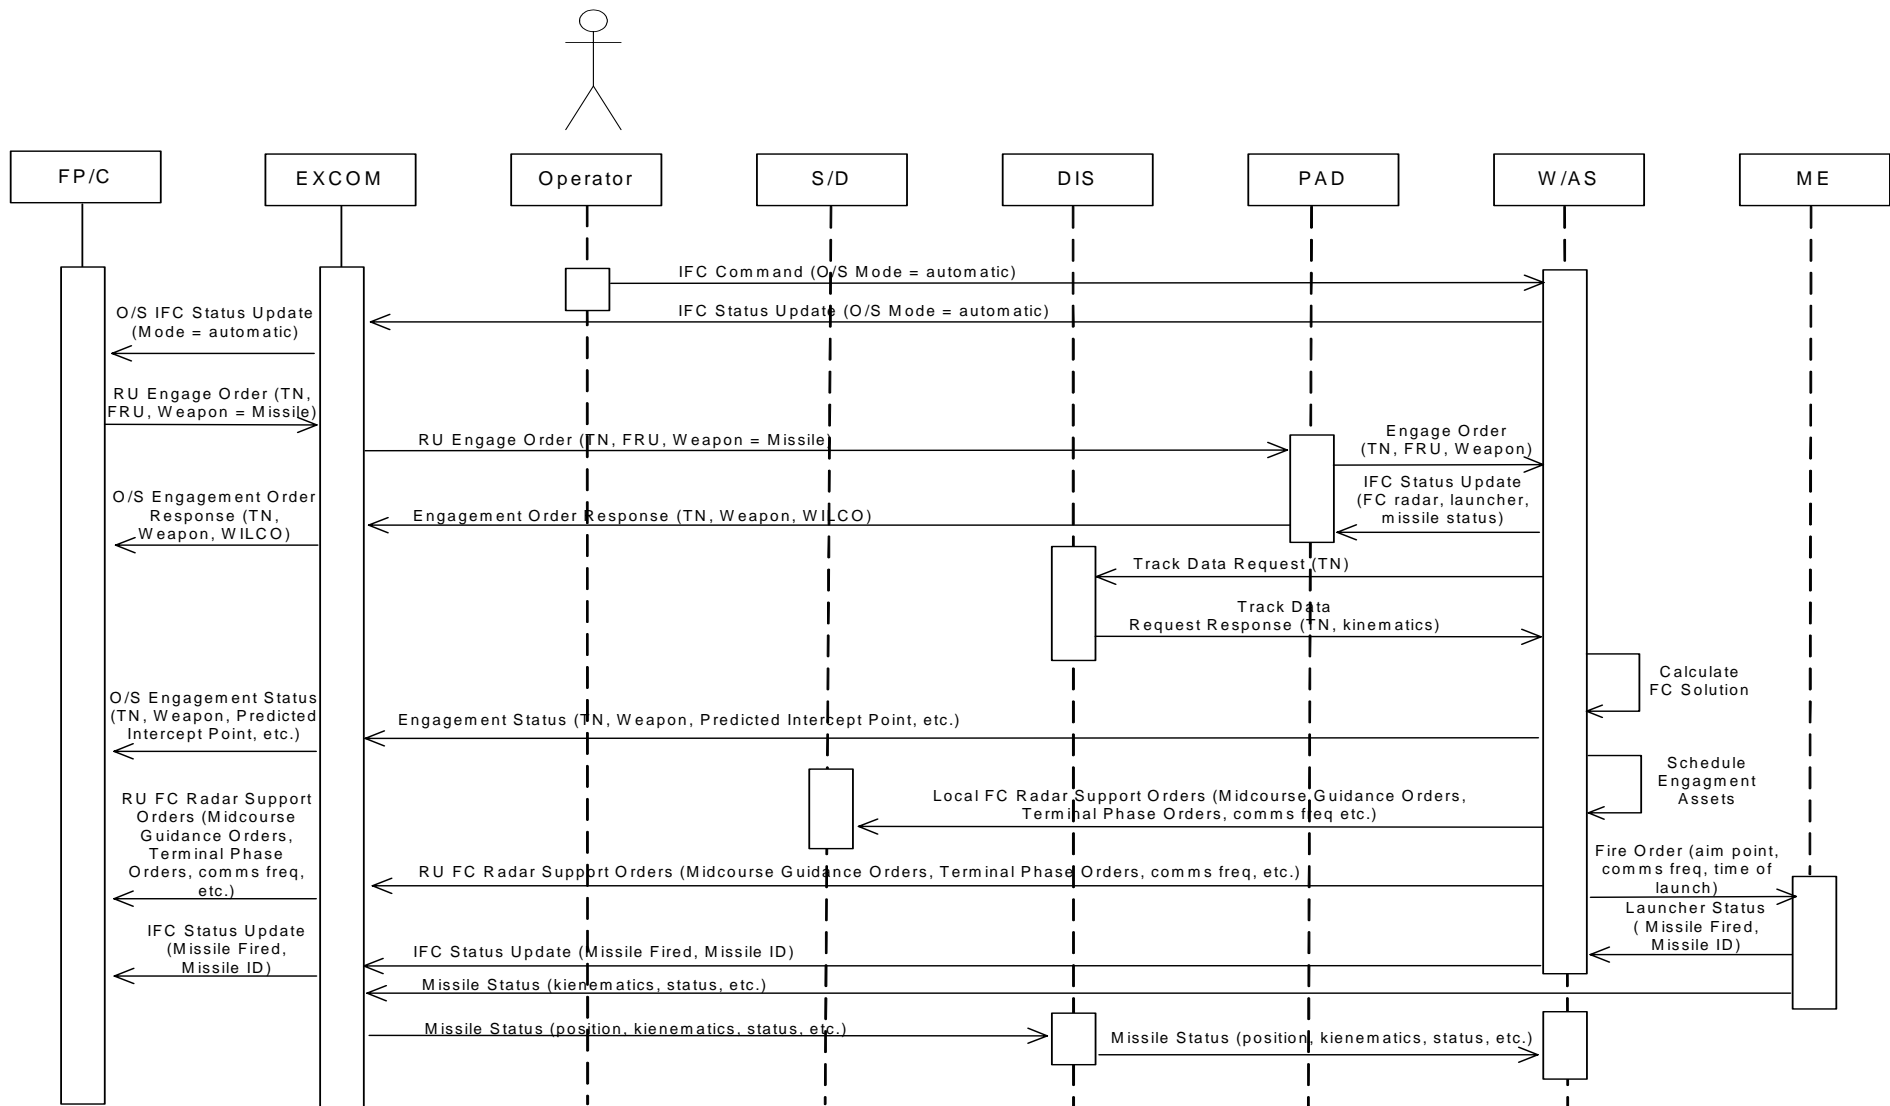 FP/C
EXCOM
Operator
S/D
DIS
PAD
W/AS
ME
IFC Command (O/S Mode = automatic)
O/S IFC Status Update
(Mode = automatic)
IFC Status Update (O/S Mode = automatic)
RU Engage Order (TN,
FRU, Weapon = Missile)
RU Engage Order (TN, FRU, Weapon = Missile)
Engage Order
(TN, FRU, Weapon)
IFC Status Update
(FC radar, launcher,
missile status)
O/S Engagement Order
Response (TN,
Weapon, WILCO)
Engagement Order Response (TN, Weapon, WILCO)
Track Data Request (TN)
Track Data
Request Response (TN, kinematics)
Calculate
FC Solution
O/S Engagement Status
(TN, Weapon, Predicted
Intercept Point, etc.)
Engagement Status (TN, Weapon, Predicted Intercept Point, etc.)
Schedule
Engagment
Assets
Local FC Radar Support Orders (Midcourse Guidance Orders,
Terminal Phase Orders, comms freq etc.)
RU FC Radar Support
Orders (Midcourse
Guidance Orders,
Terminal Phase
Orders, comms freq,
etc.)
RU FC Radar Support Orders (Midcourse Guidance Orders, Terminal Phase Orders, comms freq, etc.)
Fire Order (aim point,
comms freq, time of
launch)
Launcher Status
( Missile Fired,
Missile ID)
IFC Status Update
(Missile Fired,
Missile ID)
IFC Status Update (Missile Fired, Missile ID)
Missile Status (kienematics, status, etc.)
Missile Status (position, kienematics, status, etc.)
Missile Status (position, kienematics, status, etc.)